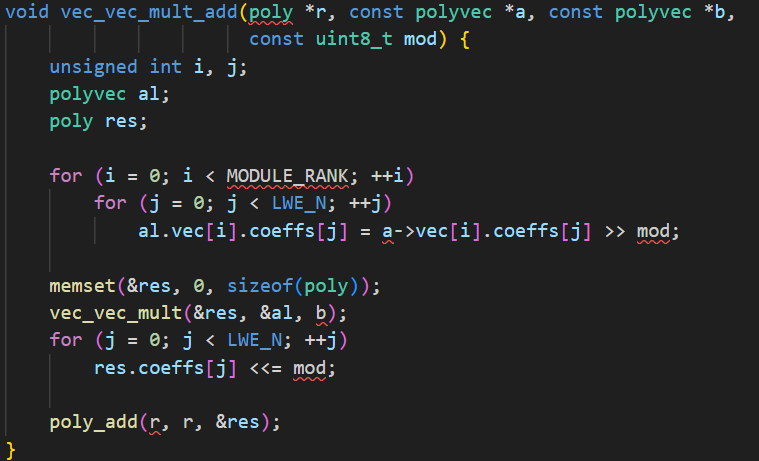 void vec_vec_mult_add(poly *r, const polyvec *a, const polyvec *b,
                      const uint8_t mod) {
    unsigned int i, j;
    polyvec al;
    poly res;

    for (i = 0; i < MODULE_RANK; ++i)
        for (j = 0; j < LWE_N; ++j)
            al.vec[i].coeffs[j] = a->vec[i].coeffs[j] >> mod;

    memset(&res, 0, sizeof(poly));
    vec_vec_mult(&res, &al, b);
    for (j = 0; j < LWE_N; ++j)
        res.coeffs[j] <<= mod;

    poly_add(r, r, &res);
}